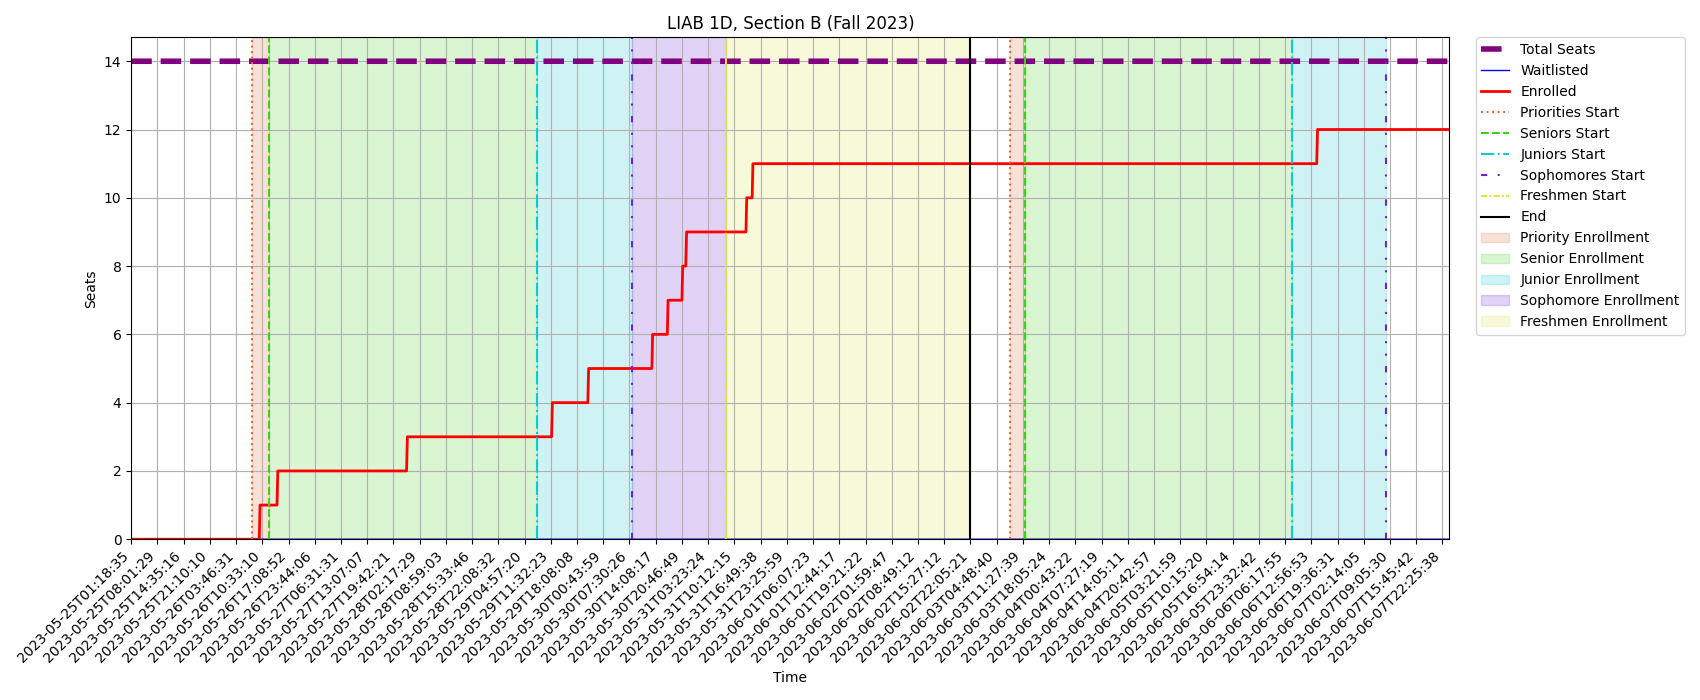 LIAB 1D, Section B (Fall 2023)
Seats
14
12
10
8
6
4
2
0
2023-05-25T01:18:35
2023-05-25T08:01:29
2023-05-25T14:35:16
2023-05-25T21:10:10
2023-05-26T03:46:31
2023-05-26T10:33:10
2023-05-26T17:08:52
2023-05-26T23:44:06
2023-05-27T06:31:31
2023-05-27T13:07:07
2023-05-27T19:42:21
2023-05-28T02:17:29
2023-05-28T08:59:03
2023-05-28T15:33:46
2023-05-28T22:08:32
2023-05-29T04:57:20
2023-05-29T11:32:23
2023-05-29T18:08:08
2023-05-30T00:43:59
2023-05-30T07:30:26
2023-05-30T14:08:17
2023-05-30T20:46:49
2023-05-31T03:23:24
2023-05-31T10:12:15
2023-05-31T16:49:38
2023-05-31T23:25:59
2023-06-01T06:07:23
2023-06-01T12:44:17
2023-06-01T19:21:22
2023-06-02T01:59:47
2023-06-02T08:49:12
2023-06-02T15:27:12
2023-06-02T22:05:21
2023-06-03T04:48:40
2023-06-03T11:27:39
2023-06-03T18:05:24
2023-06-04T00:43:22
2023-06-04T07:27:19
2023-06-04T14:05:11
2023-06-04T20:42:57
2023-06-05T03:21:59
2023-06-05T10:15:20
2023-06-05T16:54:14
2023-06-05T23:32:42
2023-06-06T06:17:55
2023-06-06T12:56:53
2023-06-06T19:36:31
2023-06-07T02:14:05
2023-06-07T09:05:30
2023-06-07T15:45:42
2023-06-07T22:25:38
Time
Total Seats
Waitlisted
Enrolled
Priorities Start
Seniors Start
Juniors Start
Sophomores Start
Freshmen Start
End
Priority Enrollment
Senior Enrollment
Junior Enrollment
Sophomore Enrollment
Freshmen Enrollment